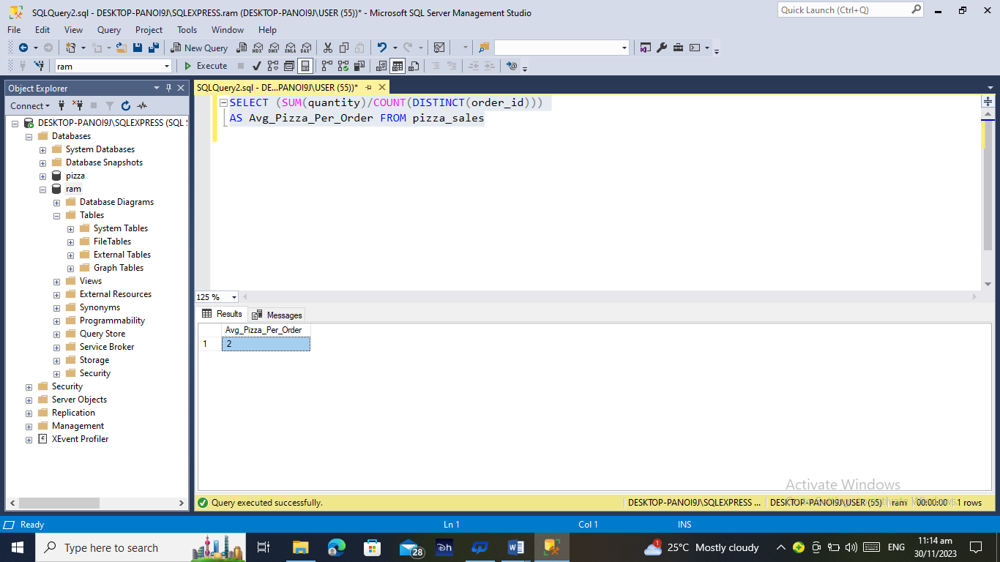 SQLQuery2.sql - DESKTOP-PANOI9J\SQLEXPRESS.ram (DESKTOP-PANOI9J\USER (55))* - Microsoft SQL Server Management Studio
Quick Launch (Ctrl+Q)
File Edit View Query Project Tools Window Help
New Query MDX DMX XMLA DAX
ram Execute
Object Explorer
SQLQuery2.sql - DE...PANOI9J\USER (55))*
Connect
SELECT (SUM(quantity)/COUNT(DISTINCT(order_id)))
AS Avg_Pizza_Per_Order FROM pizza_sales
DESKTOP-PANOI9J\SQLEXPRESS (SQL S
Databases
System Databases
Database Snapshots
pizza
ram
Database Diagrams
Tables
System Tables
FileTables
External Tables
Graph Tables
Views
External Resources
Synonyms
Programmability
Query Store
Service Broker
Storage
Security
Security
Server Objects
Replication
Management
XEvent Profiler
125 %
Results Messages
Avg_Pizza_Per_Order
1 2
Activate Windows
Query executed successfully.
DESKTOP-PANOI9J\SQLEXPRESS ... DESKTOP-PANOI9J\USER (55) ram 00:00:00 1 rows
Ready Ln 1 Col 1 INS
Type here to search
28
Dh
W
1
25°C Mostly cloudy
ENG
11:14 am
30/11/2023